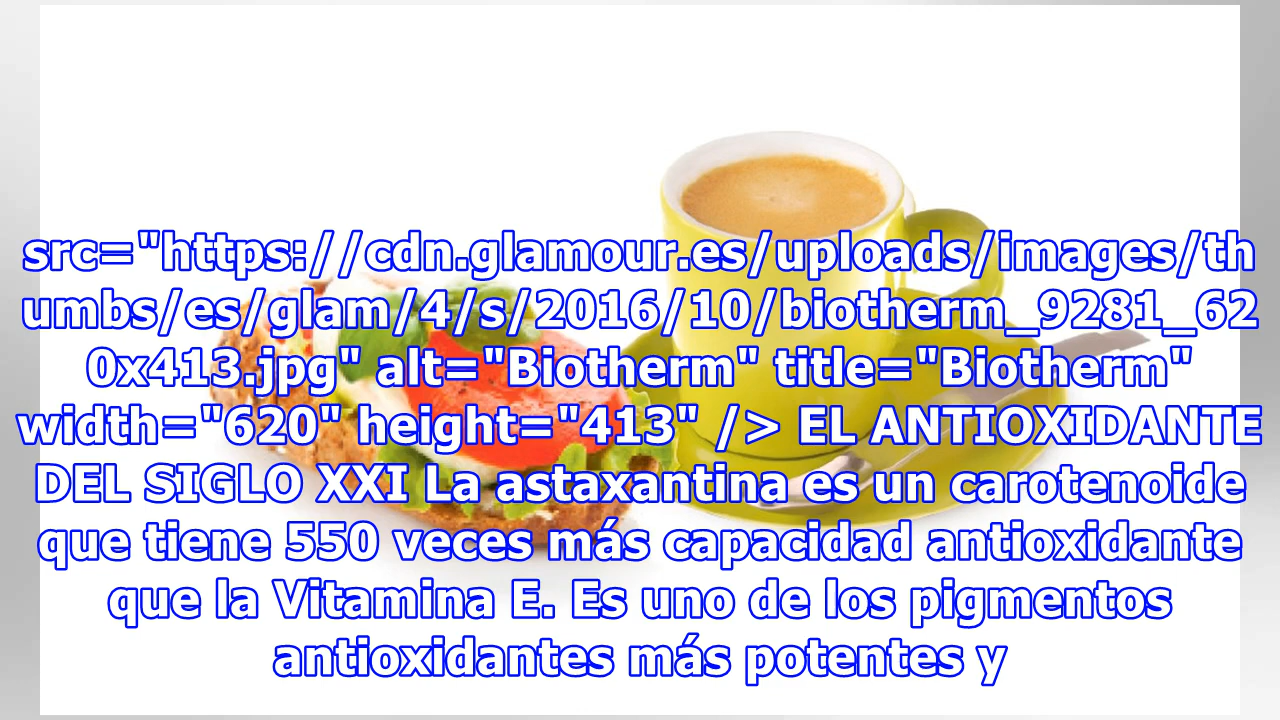 src="https://cdn.glamour.es/uploads/images/th
umbs/es/glam/4/s/2016/10/biotherm_9281_62
0x413.jpg" alt="Biotherm" title="Biotherm"
width="620" height="413" /> EL ANTIOXIDANTE
DEL SIGLO XXI La astaxantina es un carotenoide
que tiene 550 veces más capacidad antioxidante
que la Vitamina E. Es uno de los pigmentos
antioxidantes más potentes y